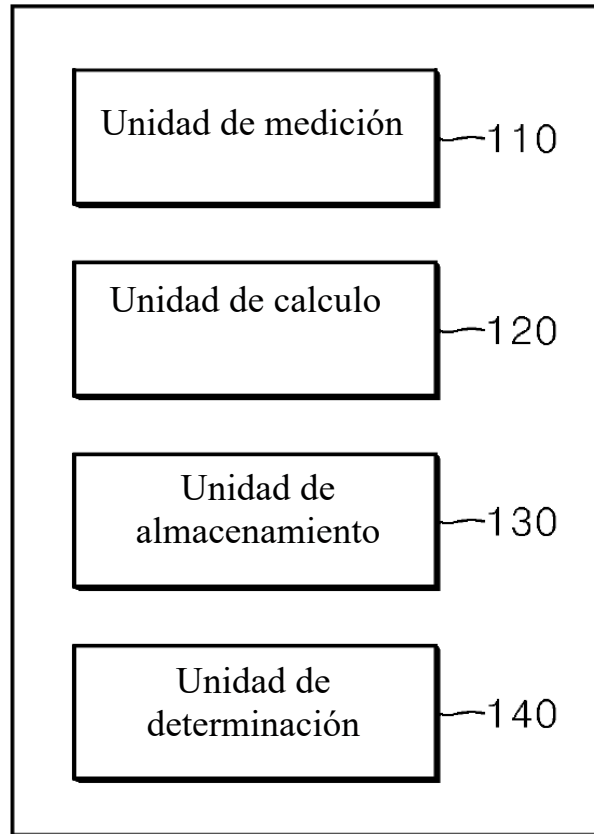 Unidad de medición
110
Unidad de calculo
120
Unidad de
almacenamiento
130
Unidad de
determinación
140